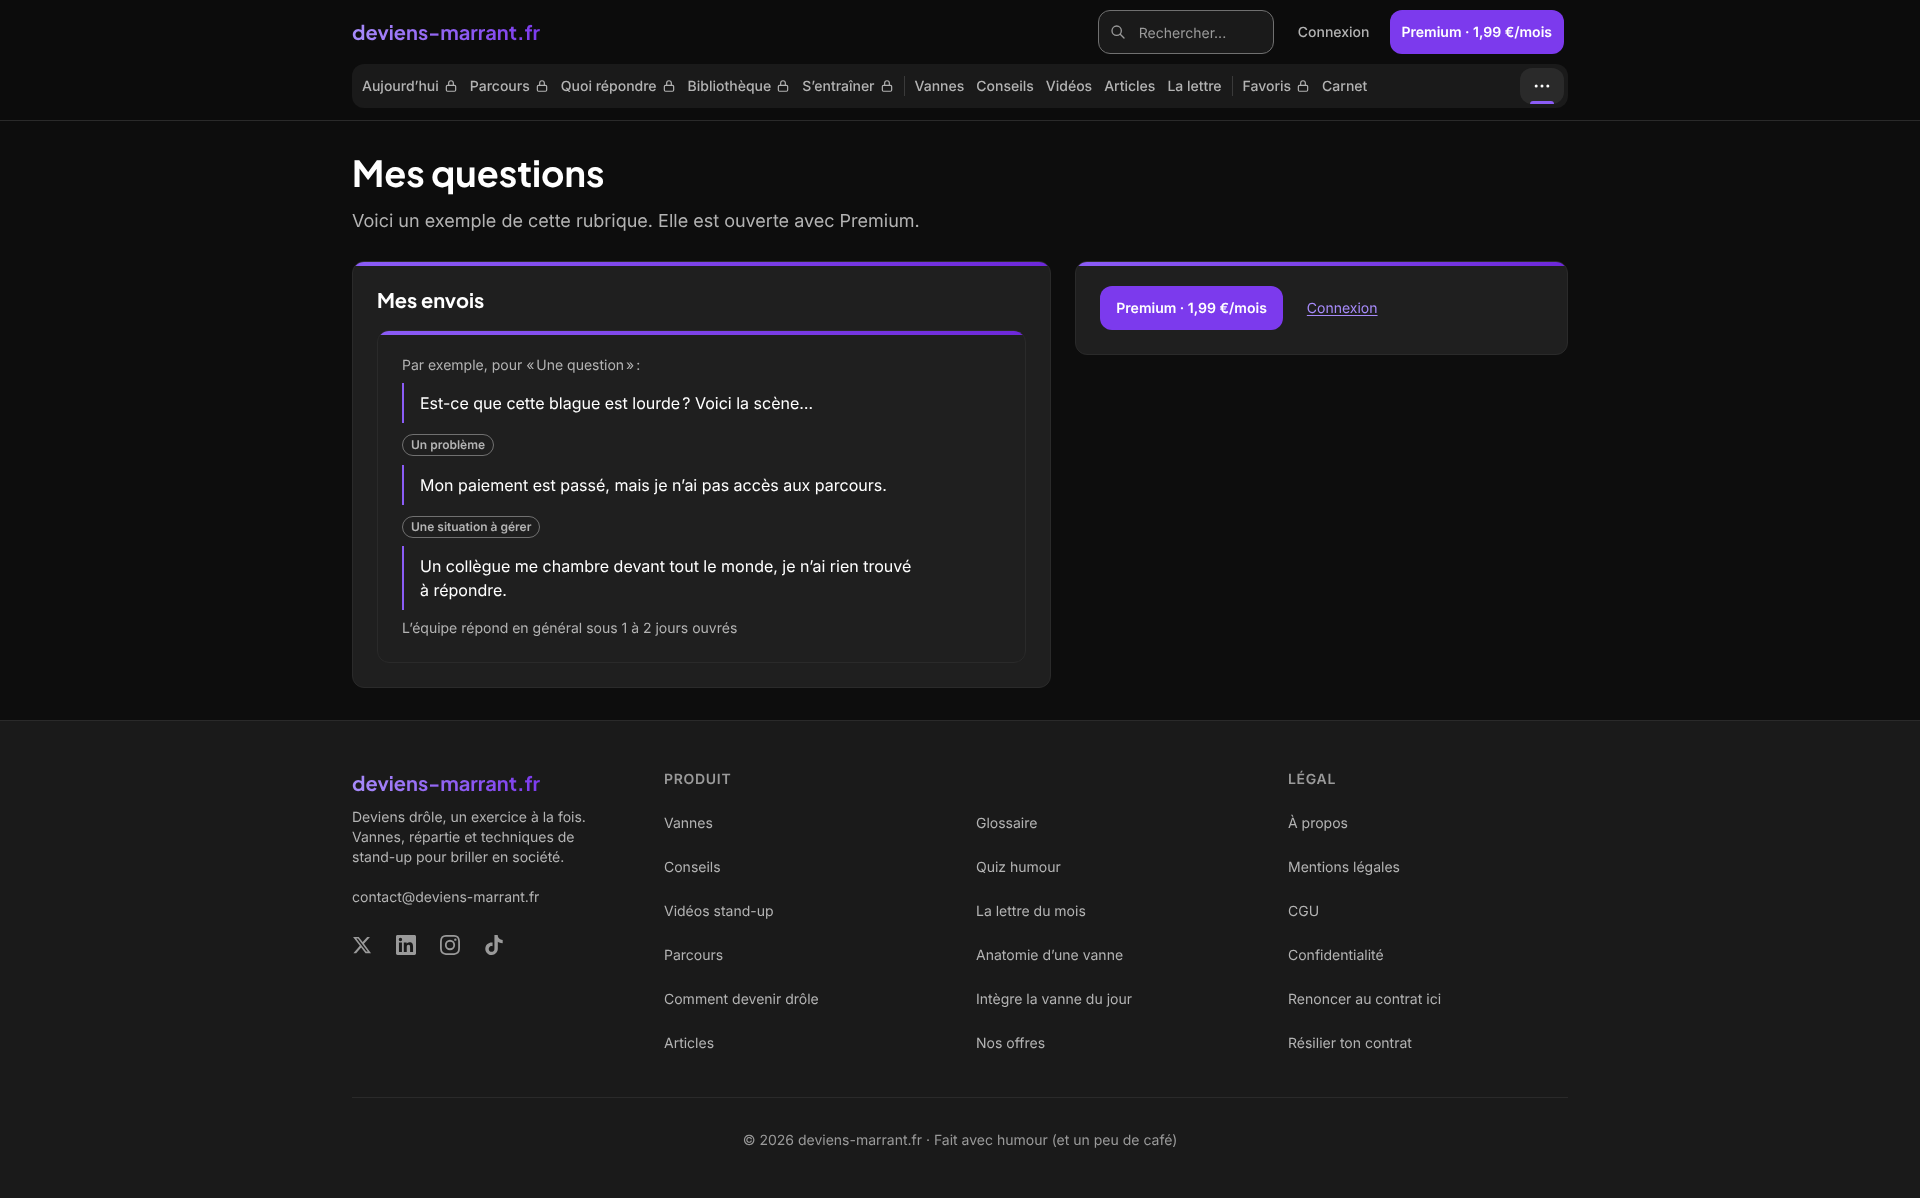 deviens-marrant.fr
Rechercher...
Connexion
Premium · 1,99 €/mois
Aujourd’hui
Parcours
Quoi répondre
Bibliothèque
S’entraîner
Vannes
Conseils
Vidéos
Articles
La lettre
Favoris
Carnet
Mes questions
Voici un exemple de cette rubrique. Elle est ouverte avec Premium.
Mes envois
Par exemple, pour « Une question » :
Est-ce que cette blague est lourde ? Voici la scène…
Un problème
Mon paiement est passé, mais je n’ai pas accès aux parcours.
Une situation à gérer
Un collègue me chambre devant tout le monde, je n’ai rien trouvé
à répondre.
L’équipe répond en général sous 1 à 2 jours ouvrés
Premium · 1,99 €/mois
Connexion
deviens-marrant.fr
Deviens drôle, un exercice à la fois.
Vannes, répartie et techniques de
stand-up pour briller en société.
contact@deviens-marrant.fr
PRODUIT
Vannes
Conseils
Vidéos stand-up
Parcours
Comment devenir drôle
Articles
Glossaire
Quiz humour
La lettre du mois
Anatomie d’une vanne
Intègre la vanne du jour
Nos offres
LÉGAL
À propos
Mentions légales
CGU
Confidentialité
Renoncer au contrat ici
Résilier ton contrat
© 2026 deviens-marrant.fr · Fait avec humour (et un peu de café)